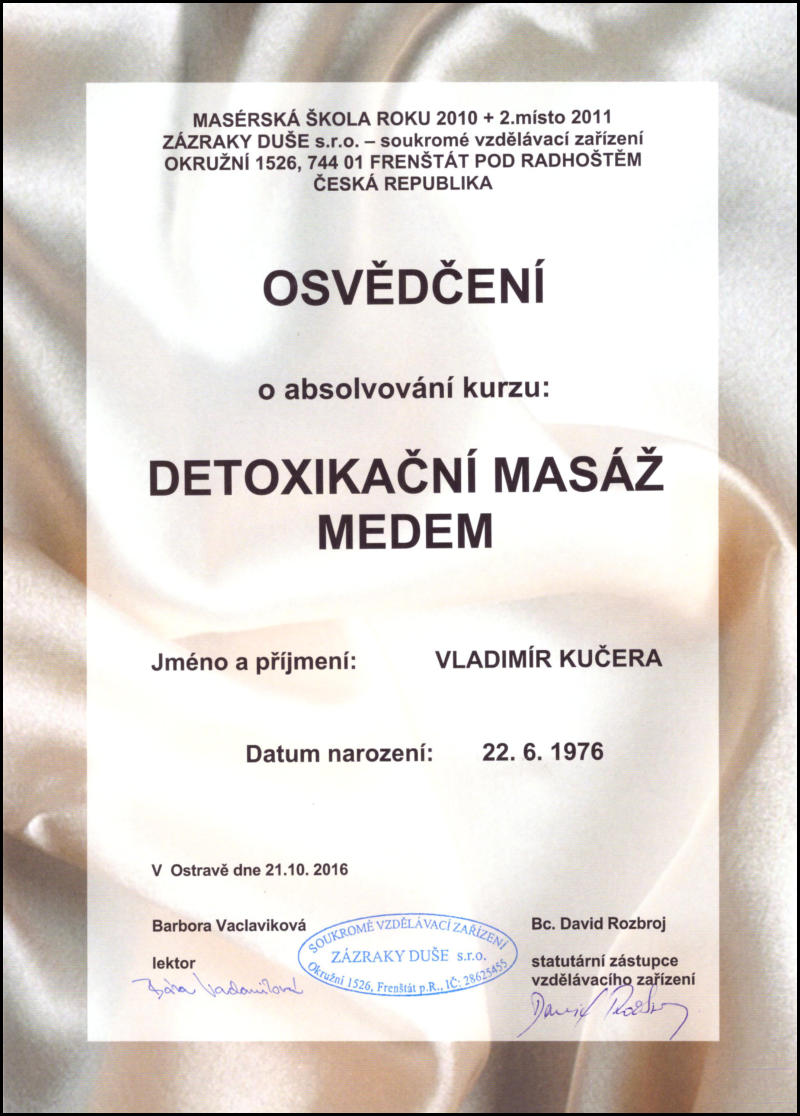 MASÉRSKÁ ŠKOLA ROKU 2010 + 2.místo 2011
ZÁZRAKY DUŠE s.r.o. – soukromé vzdělávací zařízení
OKRUŽNÍ 1526, 744 01 FRENŠTÁT POD RADHOŠTĚM
ČESKÁ REPUBLIKA
OSVĚDČENÍ
o absolvování kurzu:
DETOXIKAČNÍ MASÁŽ
MEDEM
Jméno a příjmení: VLADIMÍR KUČERA
Datum narození: 22. 6. 1976
V Ostravě dne 21.10. 2016
Barbora Vaclaviková
lektor
SOUKROMÉ VZDĚLÁVACÍ ZAŘÍZENÍ
ZÁZRAKY DUŠE s.r.o.
Okružní 1526, Frenštát p.R., IČ: 28625455
Bc. David Rozbroj
statutární zástupce
vzdělávacího zařízení